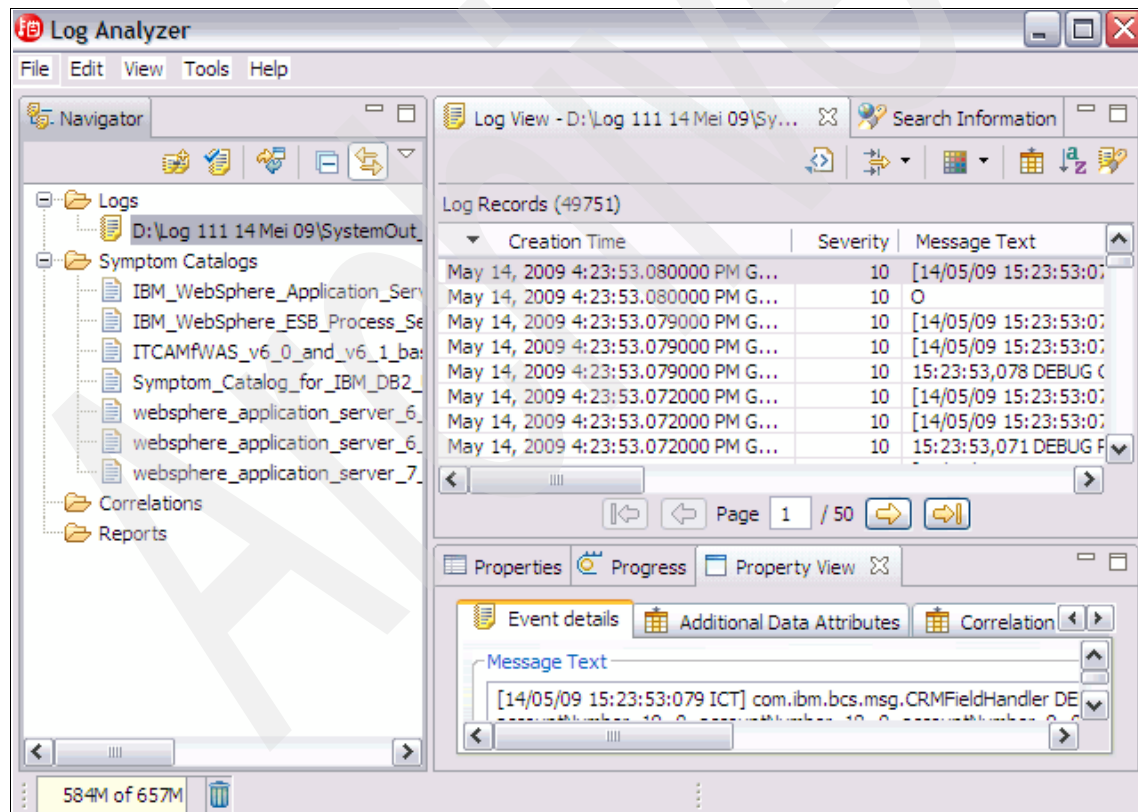 Log Analyzer
File Edit View Tools Help
Navigator
Logs
D:\Log 111 14 Mei 09\SystemOut_
Symptom Catalogs
IBM_WebSphere_Application_Serv
IBM_WebSphere_ESB_Process_Se
ITCAMfWAS_v6_0_and_v6_1_ba
Symptom_Catalog_for_IBM_DB2_
websphere_application_server_6_
websphere_application_server_6_
websphere_application_server_7_
Correlations
Reports
Log View - D:\Log 111 14 Mei 09\Sy... Search Information
Log Records (49751)
Creation Time Severity Message Text
May 14, 2009 4:23:53.080000 PM G... 10 [14/05/09 15:23:53:07
May 14, 2009 4:23:53.080000 PM G... 10 O
May 14, 2009 4:23:53.079000 PM G... 10 [14/05/09 15:23:53:07
May 14, 2009 4:23:53.079000 PM G... 10 [14/05/09 15:23:53:07
May 14, 2009 4:23:53.079000 PM G... 10 15:23:53,078 DEBUG
May 14, 2009 4:23:53.072000 PM G... 10 [14/05/09 15:23:53:07
May 14, 2009 4:23:53.072000 PM G... 10 [14/05/09 15:23:53:07
May 14, 2009 4:23:53.072000 PM G... 10 15:23:53,071 DEBUG
Page 1 / 50
Properties Progress Property View
Event details Additional Data Attributes Correlation
Message Text
[14/05/09 15:23:53:079 ICT] com.ibm.bcs.msg.CRMFieldHandler DE
584M of 657M